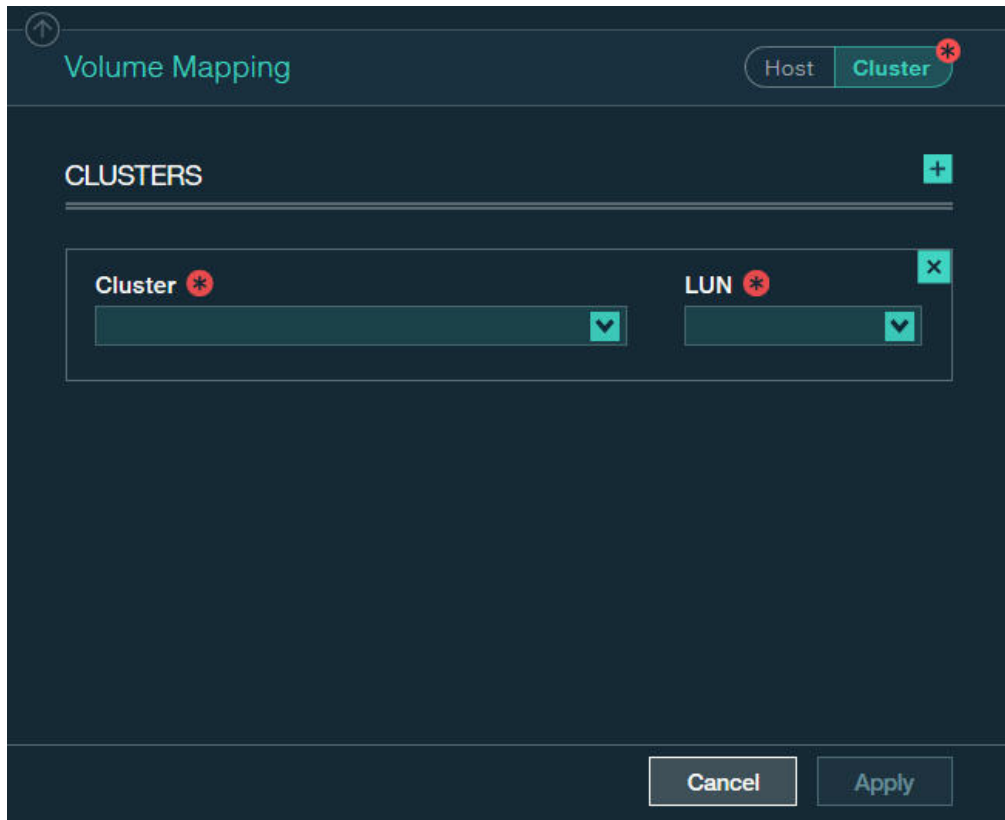 Volume Mapping
Host Cluster
CLUSTERS
Cluster LUN
Cancel Apply